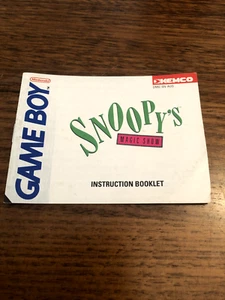 Nintendo
GAME BOY
KEMCO
SNOOPY'S
MAGIC SHOW
INSTRUCTION BOOKLET